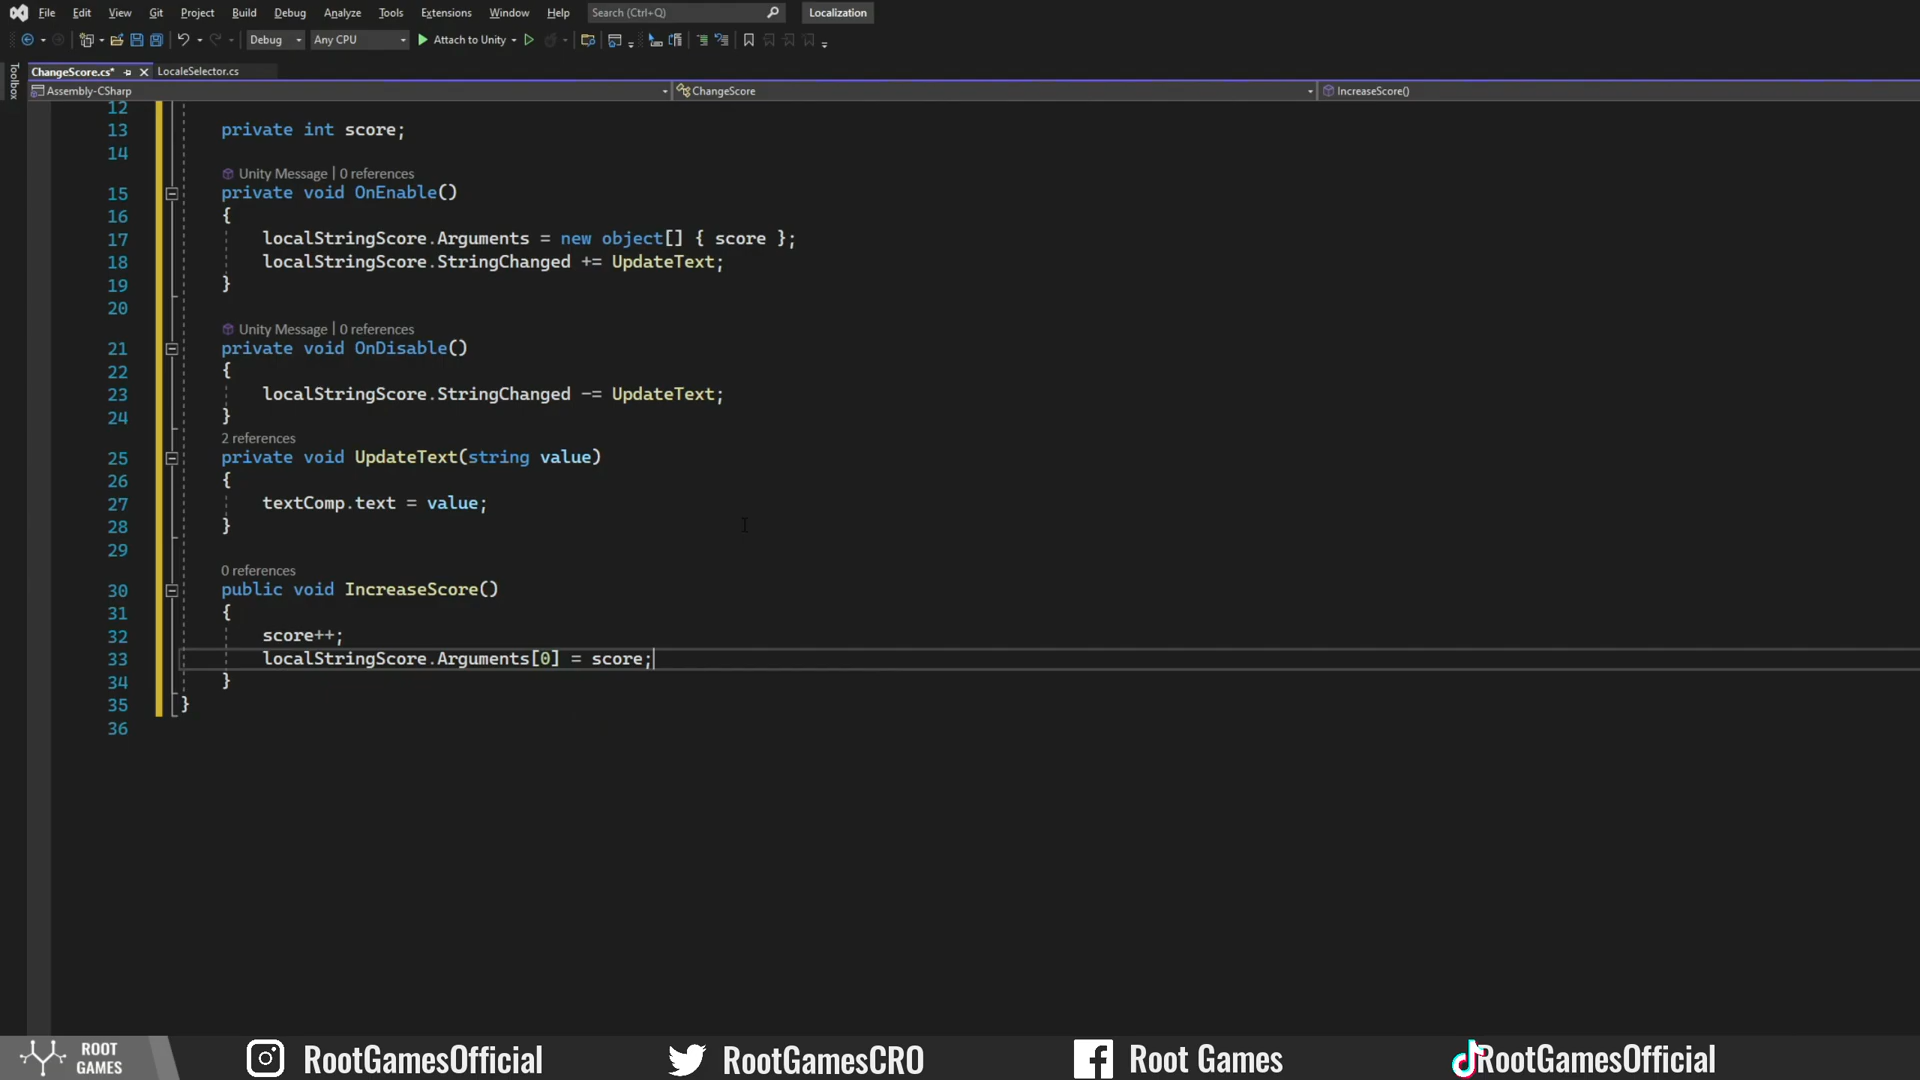 File Edit View Git Project Build Debug Analyze Tools Extensions Window Help Search (Ctrl+Q) Localization
Debug Any CPU Attach to Unity
Toolbox
ChangeScore.cs* LocaleSelector.cs
Assembly-CSharp ChangeScore IncreaseScore()
12
13 private int score;
14
Unity Message | 0 references
15 private void OnEnable()
16 {
17 localStringScore.Arguments = new object[] { score };
18 localStringScore.StringChanged += UpdateText;
19 }
20
Unity Message | 0 references
21 private void OnDisable()
22 {
23 localStringScore.StringChanged -= UpdateText;
24 }
2 references
25 private void UpdateText(string value)
26 {
27 textComp.text = value;
28 }
29
0 references
30 public void IncreaseScore()
31 {
32 score++;
33 localStringScore.Arguments[0] = score;
34 }
35 }
36
ROOT GAMES
RootGamesOfficial
RootGamesCRO
Root Games
RootGamesOfficial